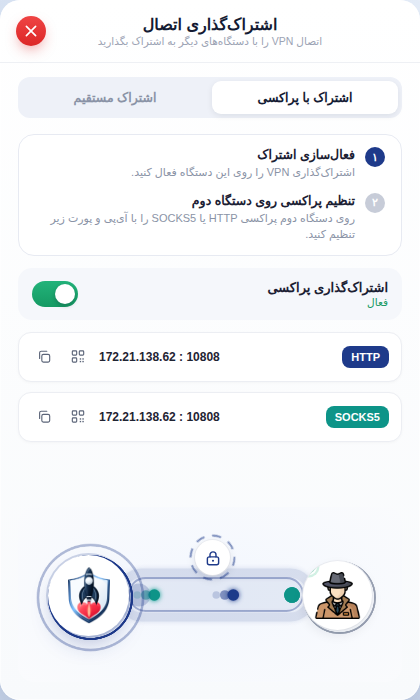 اشتراک‌گذاری اتصال
اتصال VPN را با دستگاه‌های دیگر به اشتراک بگذارید
اشتراک با پراکسی
اشتراک مستقیم
۱
فعال‌سازی اشتراک
اشتراک‌گذاری VPN را روی این دستگاه فعال کنید.
۲
تنظیم پراکسی روی دستگاه دوم
روی دستگاه دوم پراکسی HTTP یا SOCKS5 را با آی‌پی و پورت زیر
تنظیم کنید.
اشتراک‌گذاری پراکسی
فعال
HTTP
172.21.138.62 : 10808
SOCKS5
172.21.138.62 : 10808